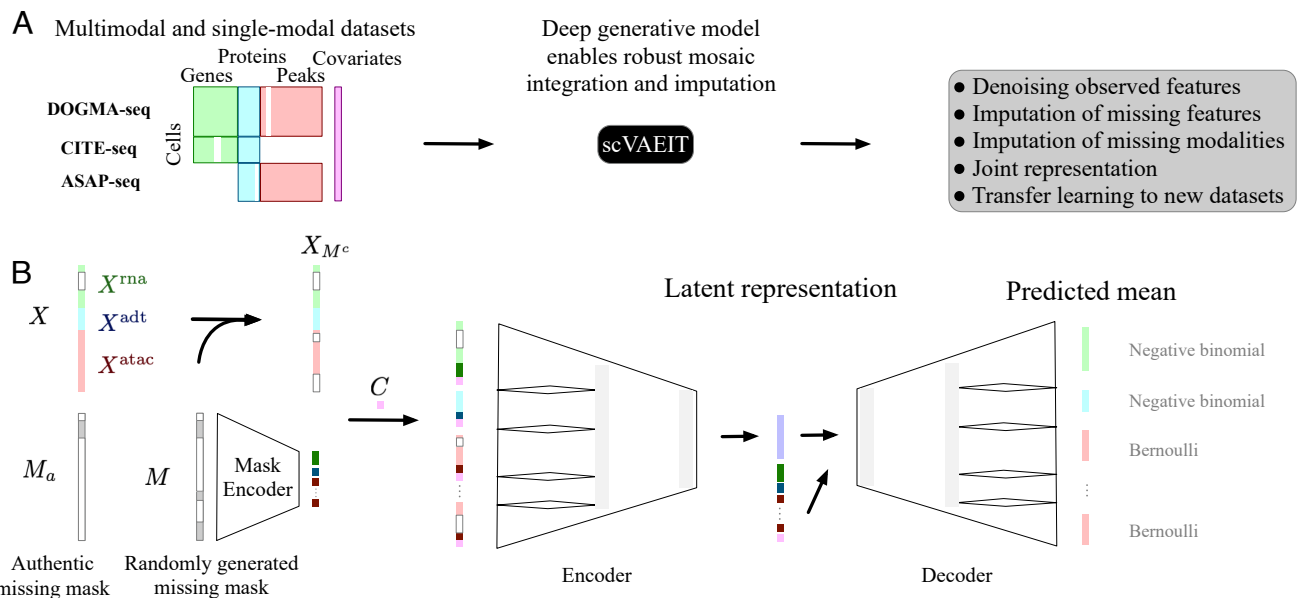 A
Multimodal and single-modal datasets
Proteins
Covariates
Genes
Peaks
DOGMA-seq
CITE-seq
ASAP-seq
Cells
Deep generative model
enables robust mosaic
integration and imputation
scVAEIT
● Denoising observed features
● Imputation of missing features
● Imputation of missing modalities
● Joint representation
● Transfer learning to new datasets
B
X
X^rna
X^adt
X^atac
X_{M^c}
M_a
M
Mask
Encoder
C
Authentic
missing mask
Randomly generated
missing mask
Latent representation
Predicted mean
Encoder
Decoder
Negative binomial
Negative binomial
Bernoulli
⋮
Bernoulli